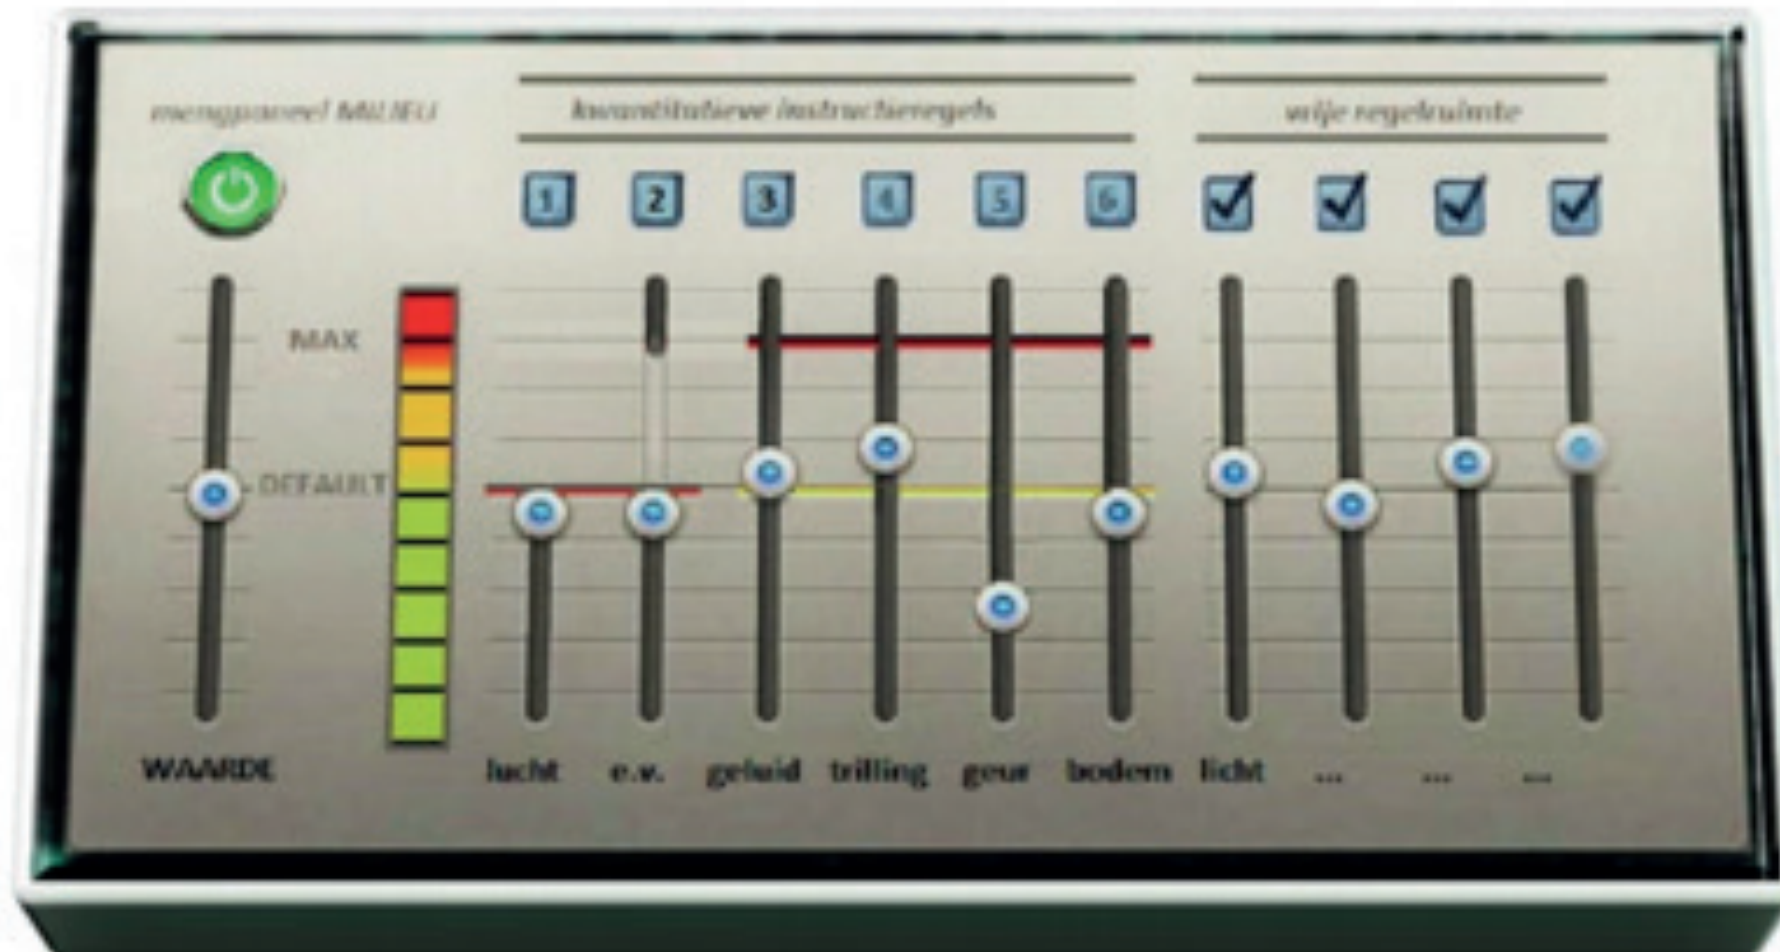 mengpaneel MILIEU
kwantitatieve instructieregels
vrije regelruimte
1 2 3 4 5 6
MAX
DEFAULT
WAARDE lucht e.v. geluid trilling geur bodem licht ... ... ...